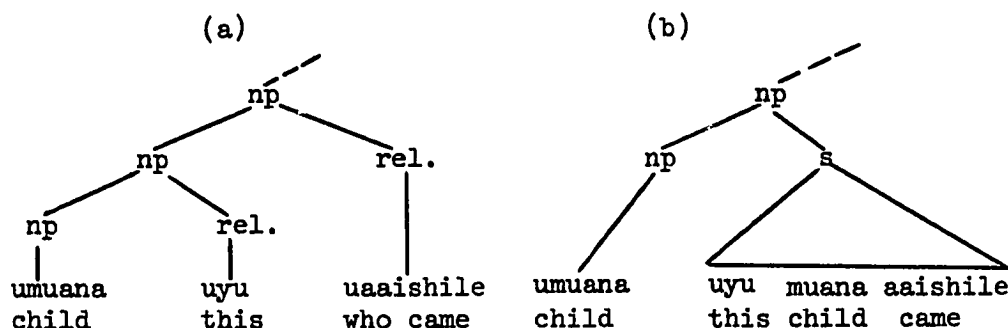 (a) (b)
np np
np rel. np s
np rel.
umuana uyu uaaishile umuana uyu muana aaishile
child this who came child this child came